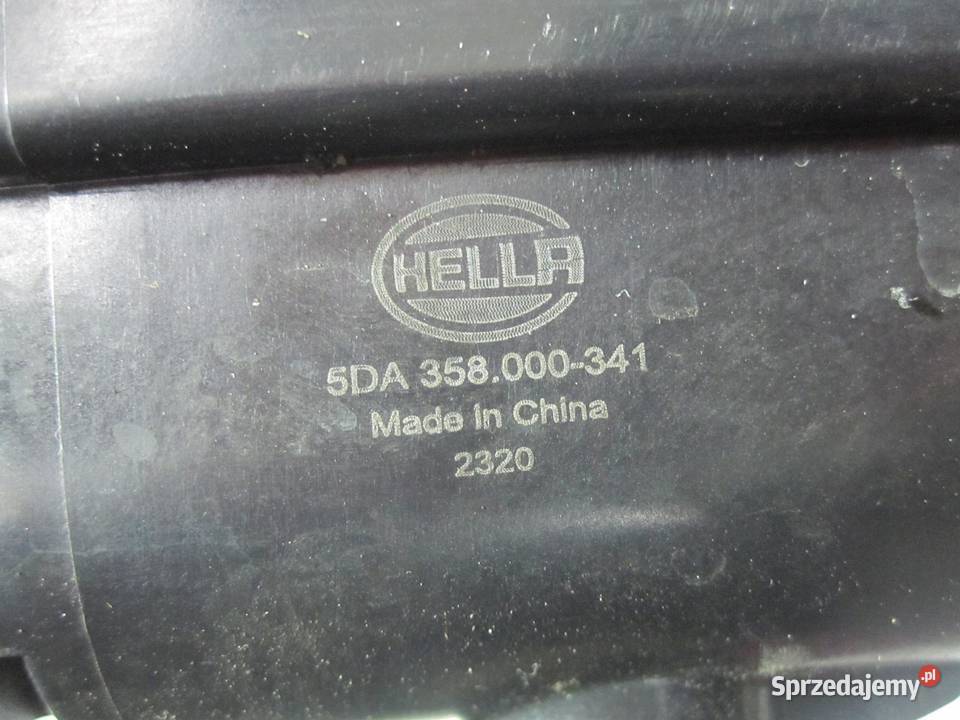 HELLA
5DA 358.000-341
Made in China
2320
Sprzedajemy.pl